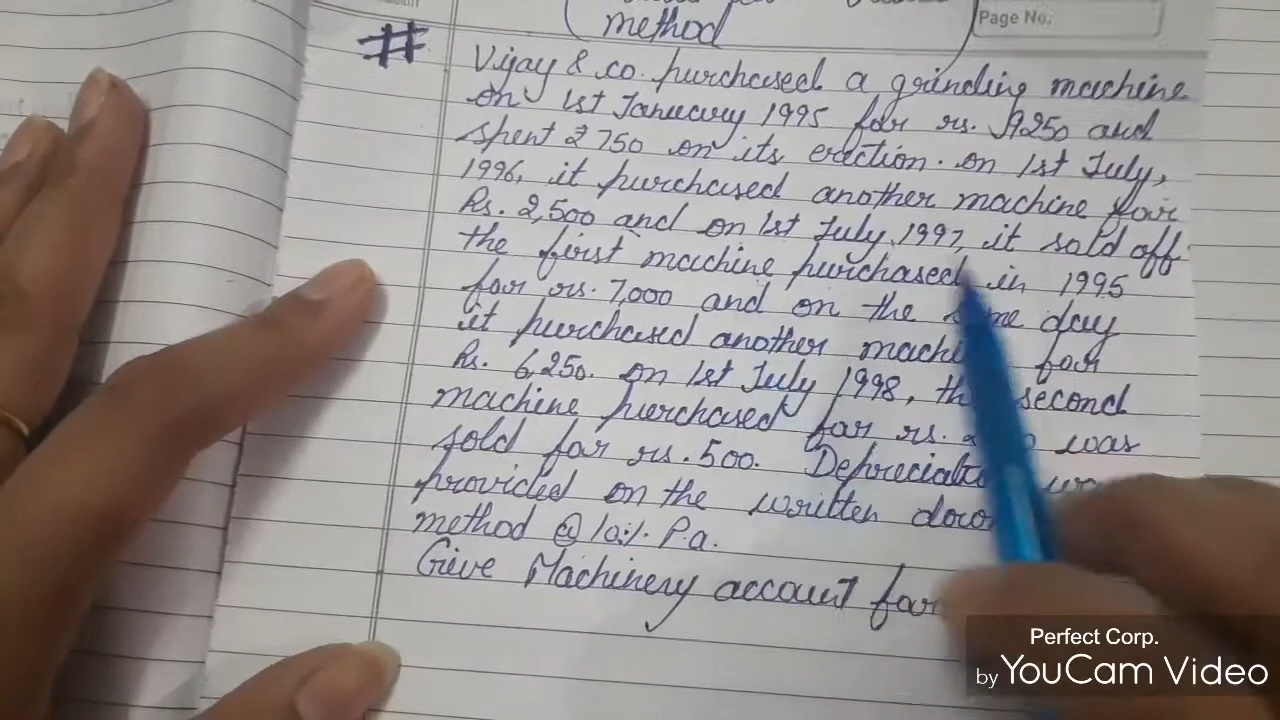 method
Page No.
# Vijay & co. purchased a grinding machine
on 1st January 1995 for rs. 9250 and
spent ₹ 750 on its erection. on 1st July,
1996, it purchased another machine for
Rs. 2,500 and on 1st July, 1997, it sold off
the first machine purchased in 1995
for rs. 7,000 and on the same day
it purchased another machine for
Rs. 6,250. on 1st July 1998, the second
machine purchased for rs. was
sold for rs. 500. Depreciation
provided on the written down
method @ 10% P.a.
Give Machinery account for
Perfect Corp.
by YouCam Video